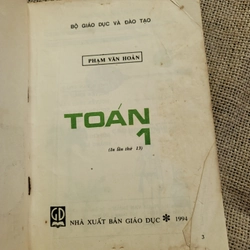 BỘ GIÁO DỤC VÀ ĐÀO TẠO
PHẠM VĂN HOÀN
TOÁN
1
(In lần thứ 13)
GD
NHÀ XUẤT BẢN GIÁO DỤC * 1994
3